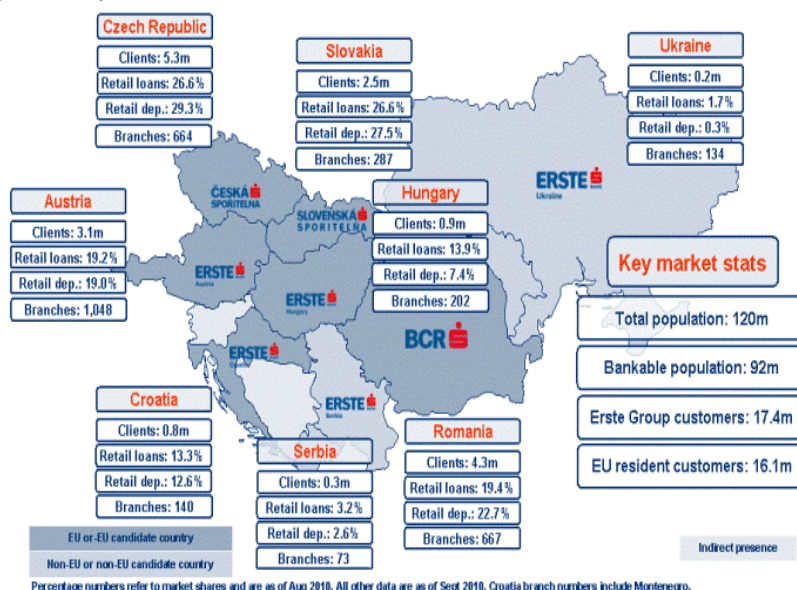 Czech Republic
Clients: 5.3m
Retail loans: 26.6%
Retail dep.: 29.3%
Branches: 664
Slovakia
Clients: 2.5m
Retail loans: 26.6%
Retail dep.: 27.5%
Branches: 287
Ukraine
Clients: 0.2m
Retail loans: 1.7%
Retail dep.: 0.3%
Branches: 134
Austria
Clients: 3.1m
Retail loans: 19.2%
Retail dep.: 19.0%
Branches: 1,048
Hungary
Clients: 0.9m
Retail loans: 13.9%
Retail dep.: 7.4%
Branches: 202
ČESKÁ
SPOŘITELNA
SLOVENSKÁ
SPORITEĽŇA
ERSTE
BANK
Ukraine
ERSTE
Austria
ERSTE
Hungary
ERSTE
BCR
ERSTE
Serbia
Key market stats
Total population: 120m
Bankable population: 92m
Erste Group customers: 17.4m
EU resident customers: 16.1m
Croatia
Clients: 0.8m
Retail loans: 13.3%
Retail dep.: 12.6%
Branches: 140
Serbia
Clients: 0.3m
Retail loans: 3.2%
Retail dep.: 2.6%
Branches: 73
Romania
Clients: 4.3m
Retail loans: 19.4%
Retail dep.: 22.7%
Branches: 667
EU or-EU candidate country
Non-EU or non-EU candidate country
Indirect presence
Percentage numbers refer to market shares and are as of Aug 2010. All other data are as of Sept 2010. Croatia branch numbers include Montenegro.